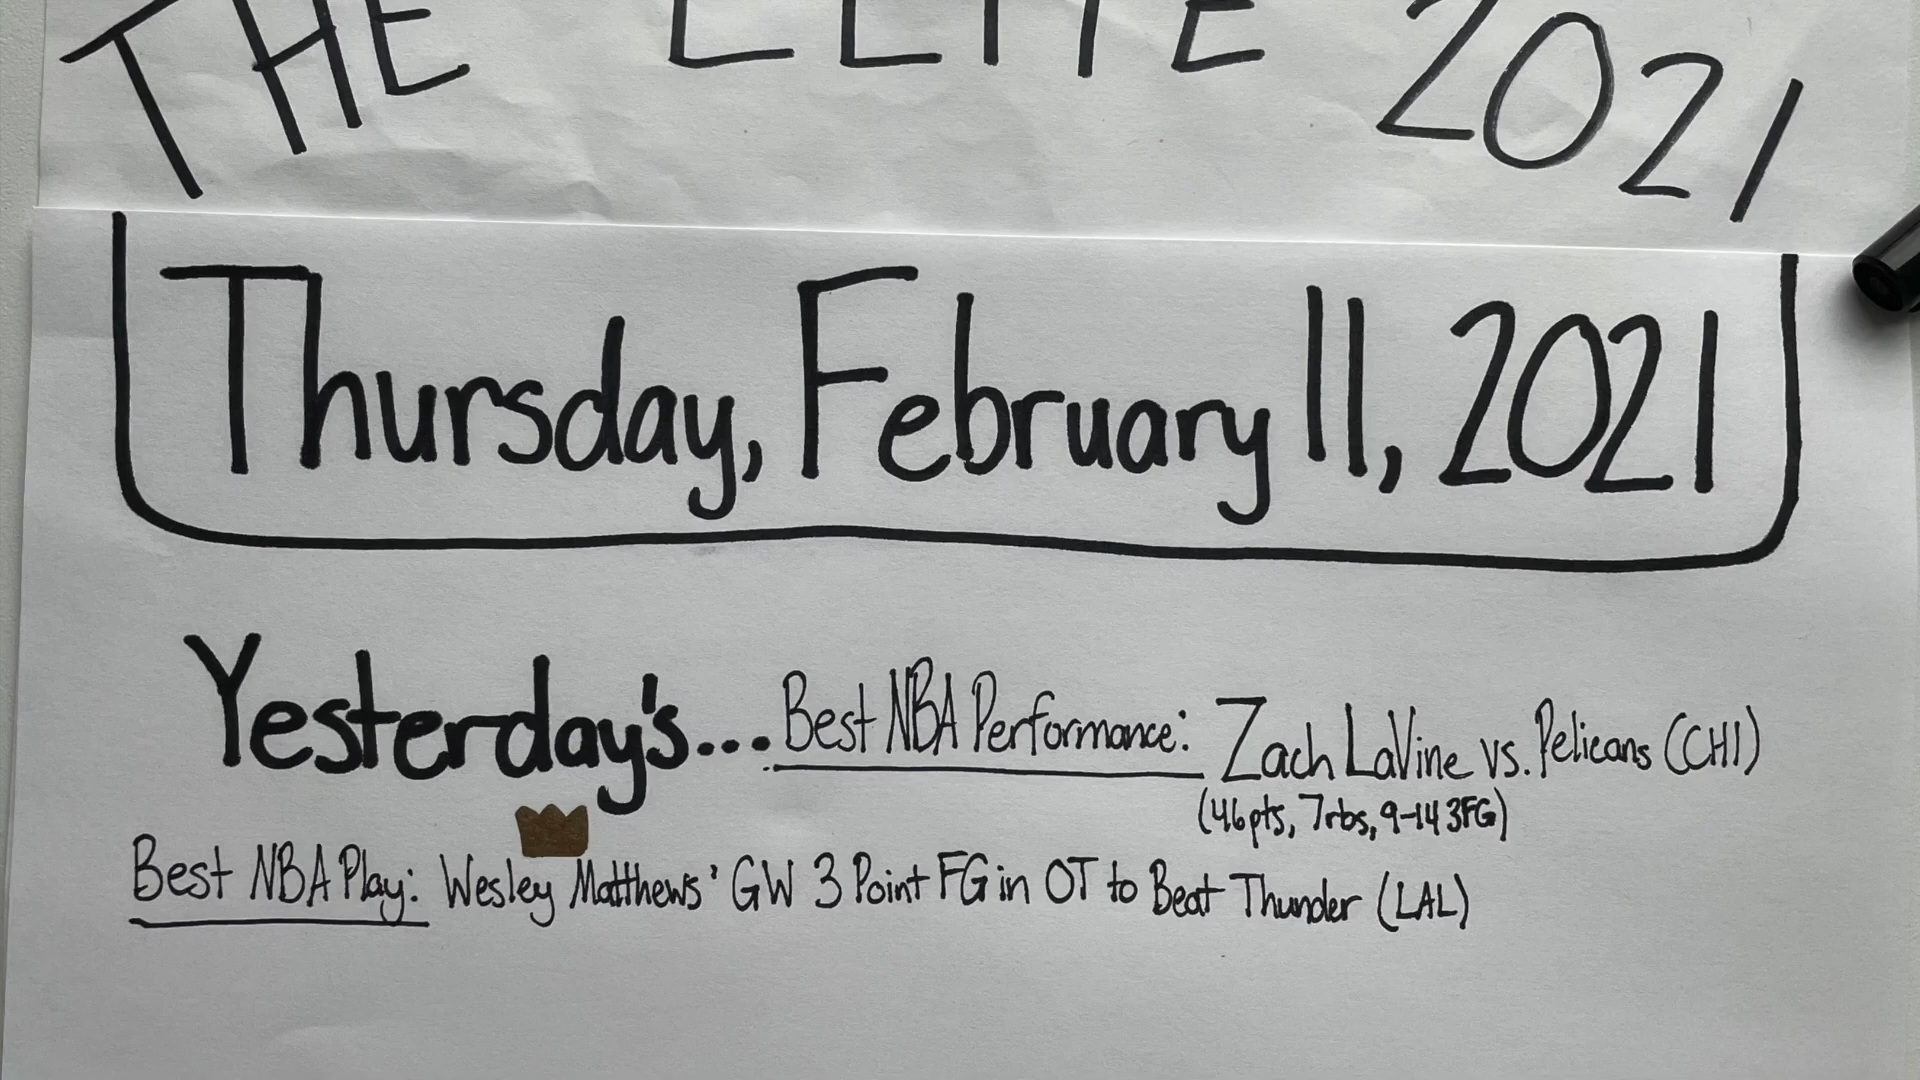 THE ELITE 2021
Thursday, February 11, 2021
Yesterday's... Best NBA Performance: Zach LaVine vs. Pelicans (CHI)
(46pts, 7rbs, 9-14 3FG)
Best NBA Play: Wesley Matthews' GW 3 Point FG in OT to Beat Thunder (LAL)